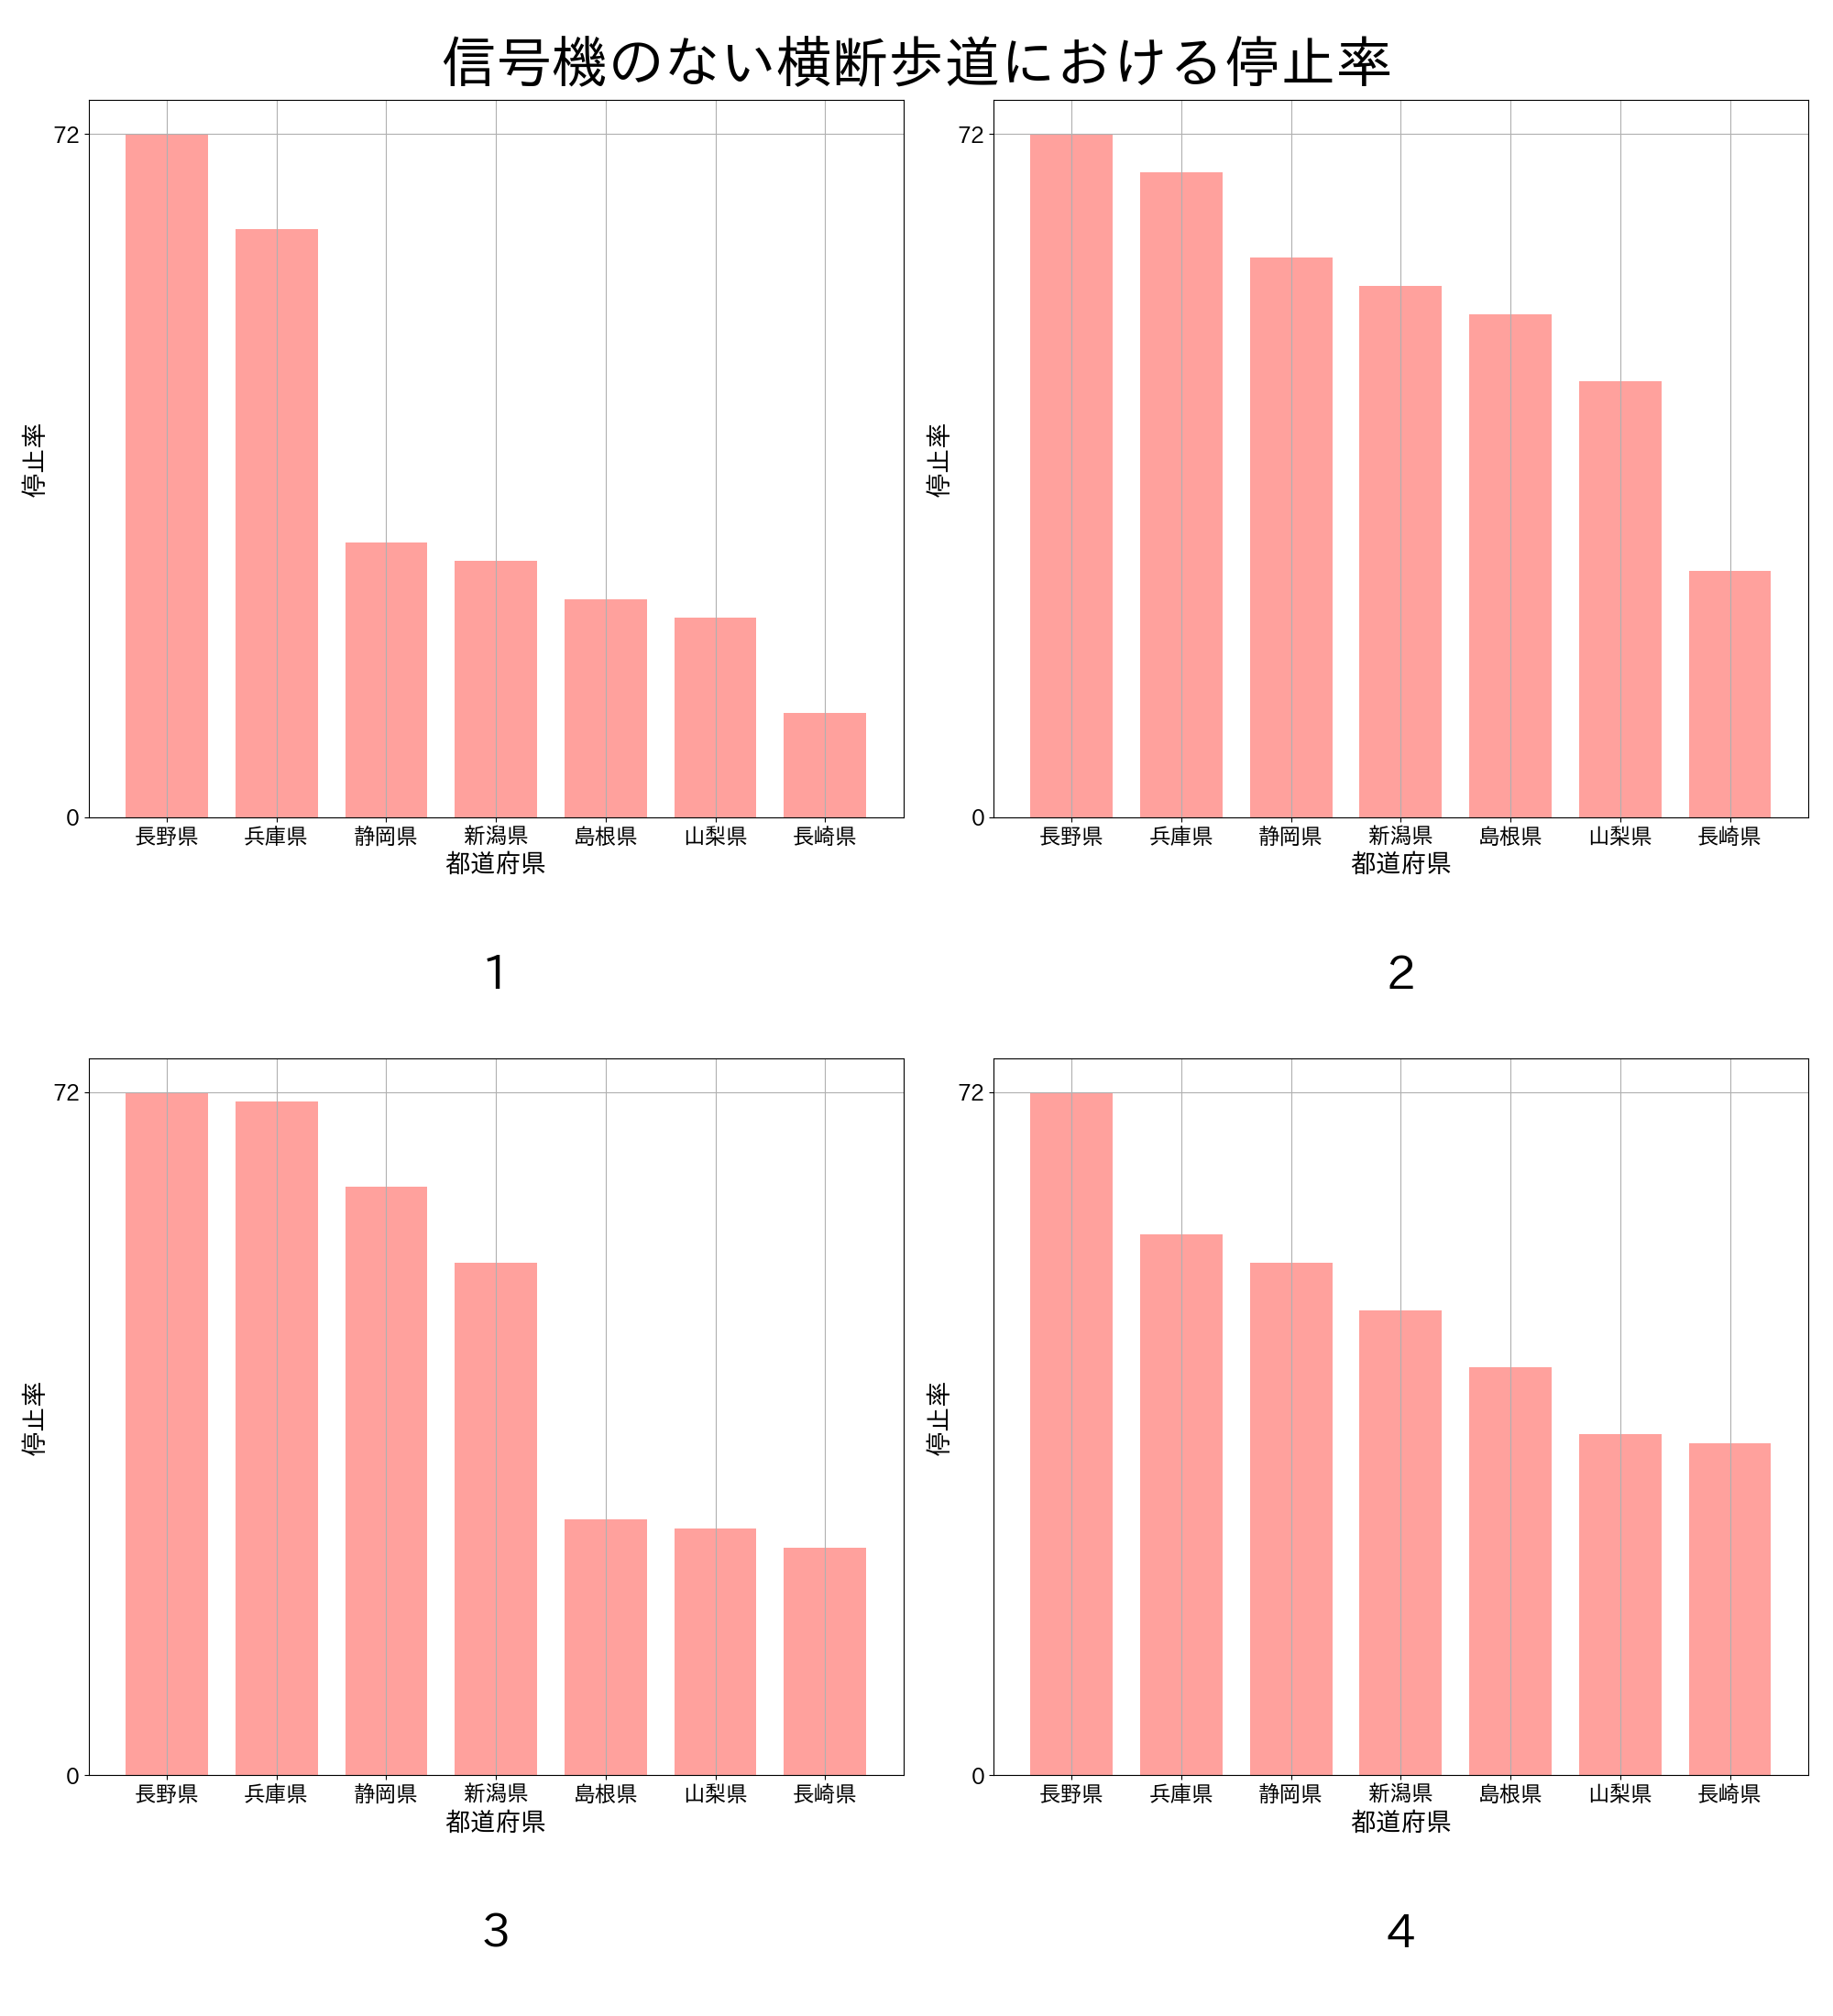 信号機のない横断歩道における停止率
72
停止率
0
長野県 兵庫県 静岡県 新潟県 島根県 山梨県 長崎県
都道府県
1
72
停止率
0
長野県 兵庫県 静岡県 新潟県 島根県 山梨県 長崎県
都道府県
2
72
停止率
0
長野県 兵庫県 静岡県 新潟県 島根県 山梨県 長崎県
都道府県
3
72
停止率
0
長野県 兵庫県 静岡県 新潟県 島根県 山梨県 長崎県
都道府県
4